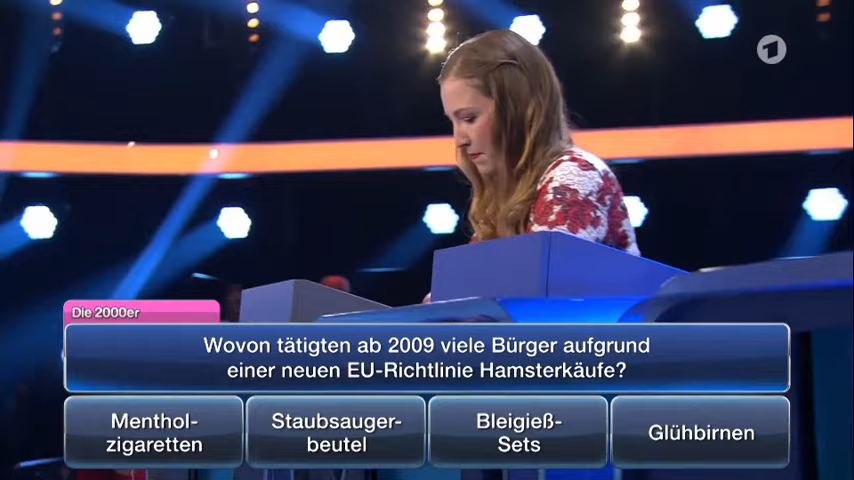 1
Die 2000er
Wovon tätigten ab 2009 viele Bürger aufgrund
einer neuen EU-Richtlinie Hamsterkäufe?
Menthol-
zigaretten
Staubsauger-
beutel
Bleigieß-
Sets
Glühbirnen